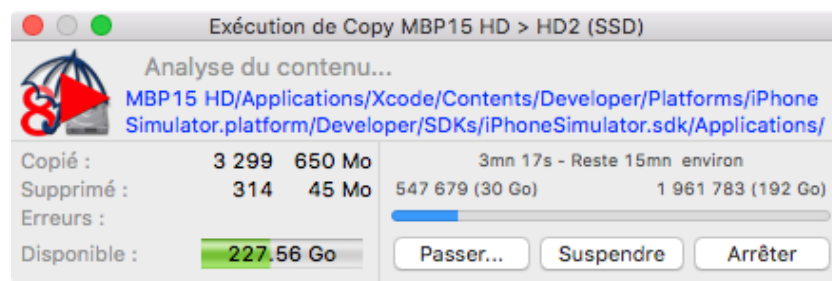 Exécution de Copy MBP15 HD > HD2 (SSD)
8
Analyse du contenu...
MBP15 HD/Applications/Xcode/Contents/Developer/Platforms/iPhone
Simulator.platform/Developer/SDKs/iPhoneSimulator.sdk/Applications/
Copié : 3 299 650 Mo
Supprimé : 314 45 Mo
Erreurs :
Disponible : 227.56 Go
3mn 17s - Reste 15mn environ
547 679 (30 Go) 1 961 783 (192 Go)
Passer... Suspendre Arrêter